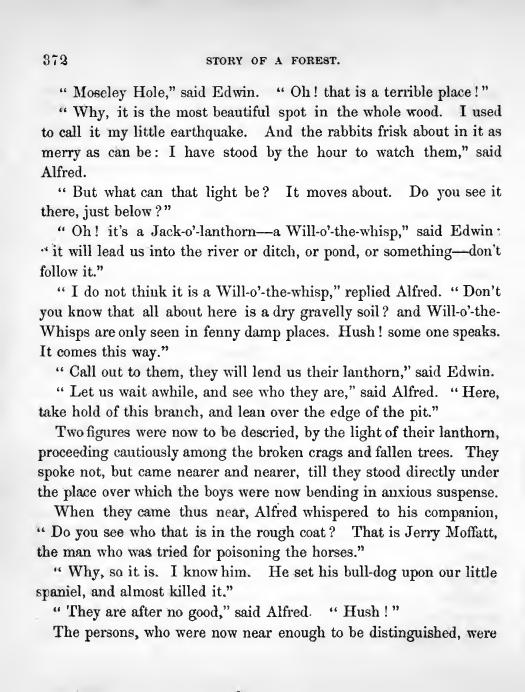 372 STORY OF A FOREST.
“ Moseley Hole,” said Edwin. “ Oh ! that is a terrible place ! ”
“ Why, it is the most beautiful spot in the whole wood. I used
to call it my little earthquake. And the rabbits frisk about in it as
merry as can be : I have stood by the hour to watch them,” said
Alfred.
“ But what can that light be ? It moves about. Do you see it
there, just below ? ”
“ Oh ! it's a Jack-o'-lanthorn—a Will-o'-the-whisp,” said Edwin :
“ it will lead us into the river or ditch, or pond, or something—don't
follow it.”
“ I do not think it is a Will-o'-the-whisp,” replied Alfred. “ Don't
you know that all about here is a dry gravelly soil ? and Will-o'-the-
Whisps are only seen in fenny damp places. Hush ! some one speaks.
It comes this way.”
“ Call out to them, they will lend us their lanthorn,” said Edwin.
“ Let us wait awhile, and see who they are,” said Alfred. “ Here,
take hold of this branch, and lean over the edge of the pit.”
Two figures were now to be descried, by the light of their lanthorn,
proceeding cautiously among the broken crags and fallen trees. They
spoke not, but came nearer and nearer, till they stood directly under
the place over which the boys were now bending in anxious suspense.
When they came thus near, Alfred whispered to his companion,
“ Do you see who that is in the rough coat ? That is Jerry Moffatt,
the man who was tried for poisoning the horses.”
“ Why, so it is. I know him. He set his bull-dog upon our little
spaniel, and almost killed it.”
“ They are after no good,” said Alfred. “ Hush ! ”
The persons, who were now near enough to be distinguished, were